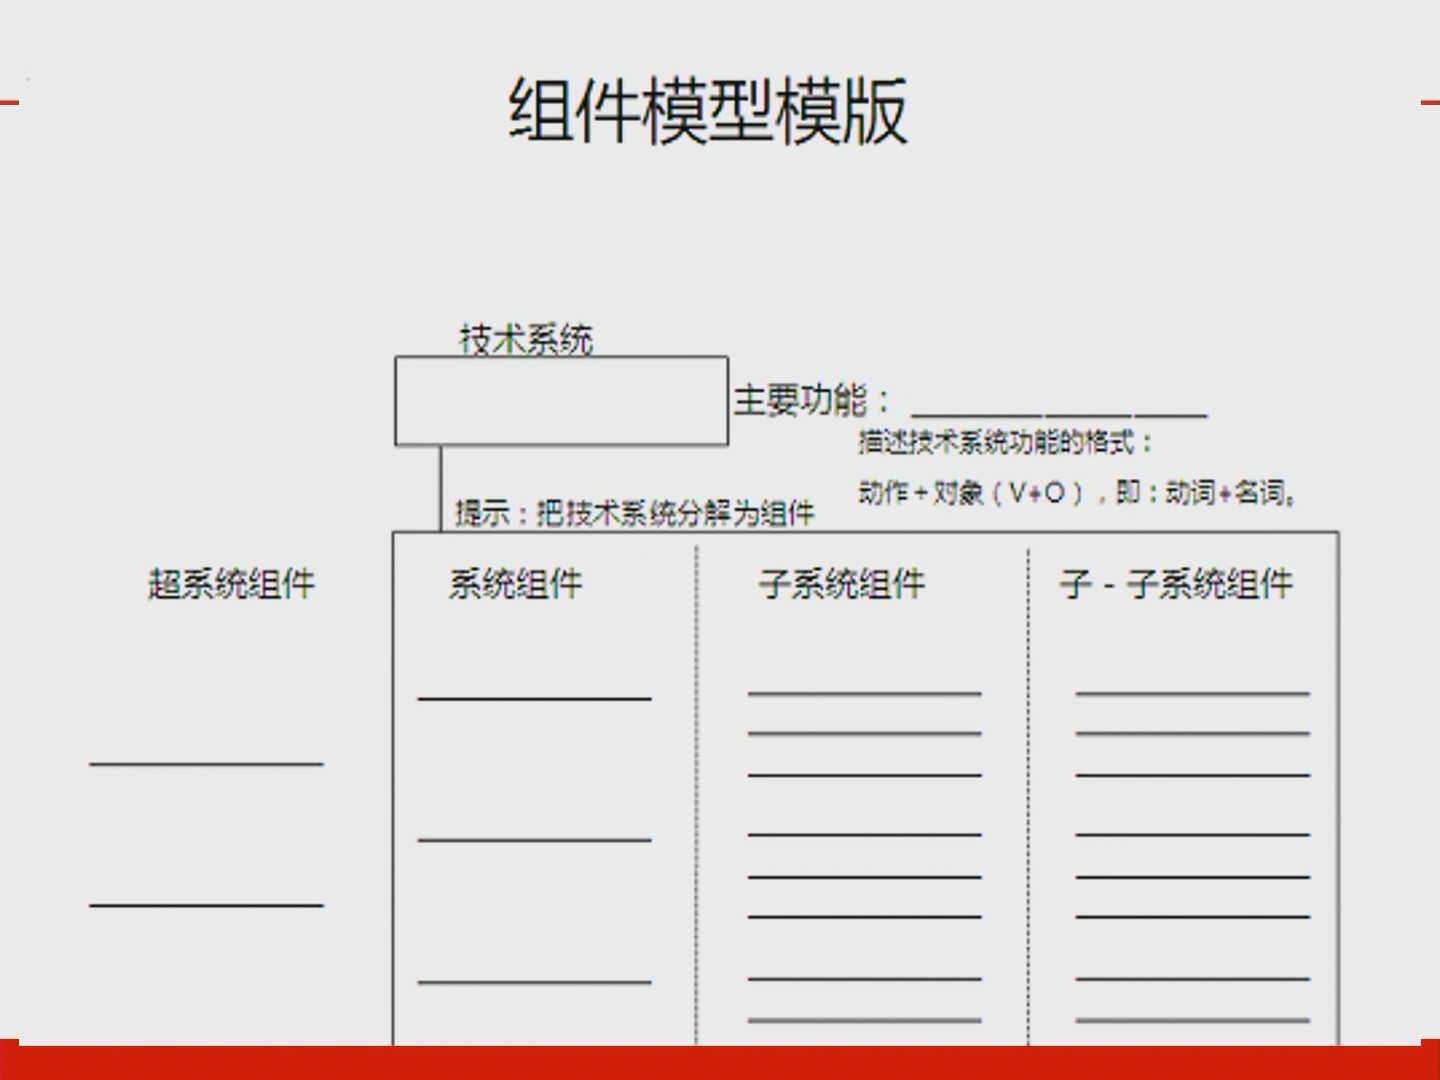 组件模型模版
技术系统
主要功能：
描述技术系统功能的格式：
动作+对象（V+O），即：动词+名词。
提示：把技术系统分解为组件
超系统组件
系统组件
子系统组件
子-子系统组件